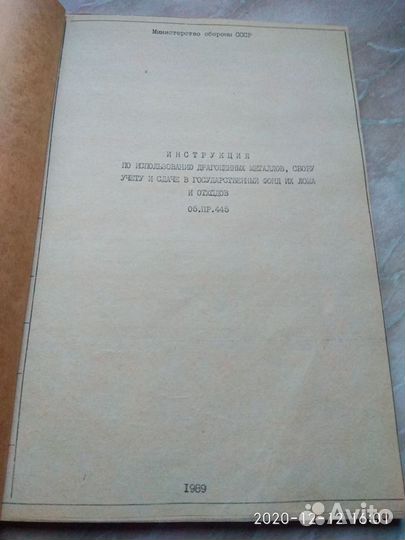 Министерство обороны СССР
ИНСТРУКЦИЯ
ПО ИСПОЛЬЗОВАНИЮ ДРАГОЦЕННЫХ МЕТАЛЛОВ, СБОРУ
УЧЕТУ И СДАЧЕ В ГОСУДАРСТВЕННЫЙ ФОНД ИХ ЛОМА
И ОТХОДОВ
Об.ПР.445
1989
2020-12-12 16:01
Avito